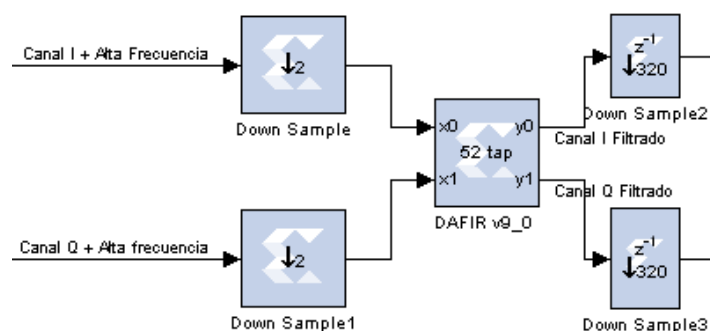 Canal I + Alta Frecuencia
↓2
Down Sample
x0
y0
52 tap
x1
y1
DAFIR v9_0
z⁻¹
↓320
Down Sample2
Canal I Filtrado
Canal Q Filtrado
Canal Q + Alta frecuencia
↓2
Down Sample1
z⁻¹
↓320
Down Sample3